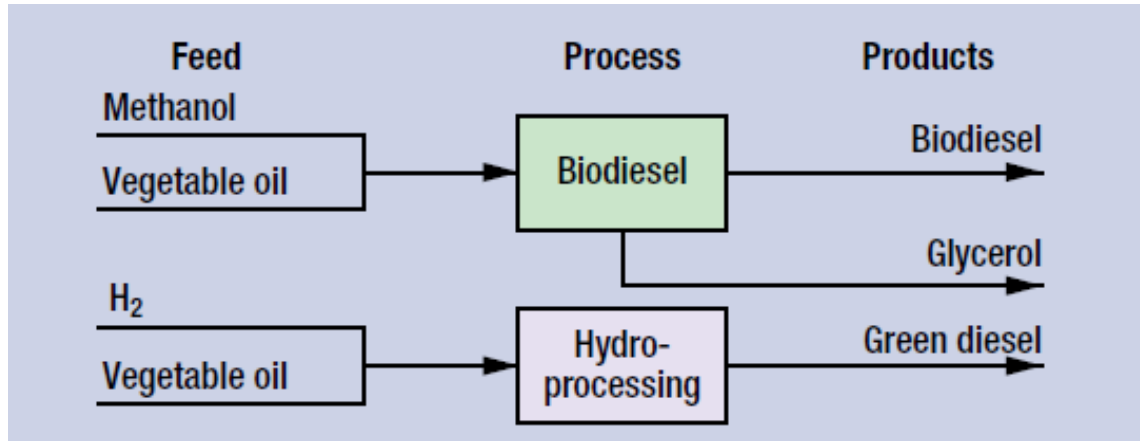 Feed Process Products
Methanol
Vegetable oil
Biodiesel
Biodiesel
Glycerol
H₂
Vegetable oil
Hydro-
processing
Green diesel